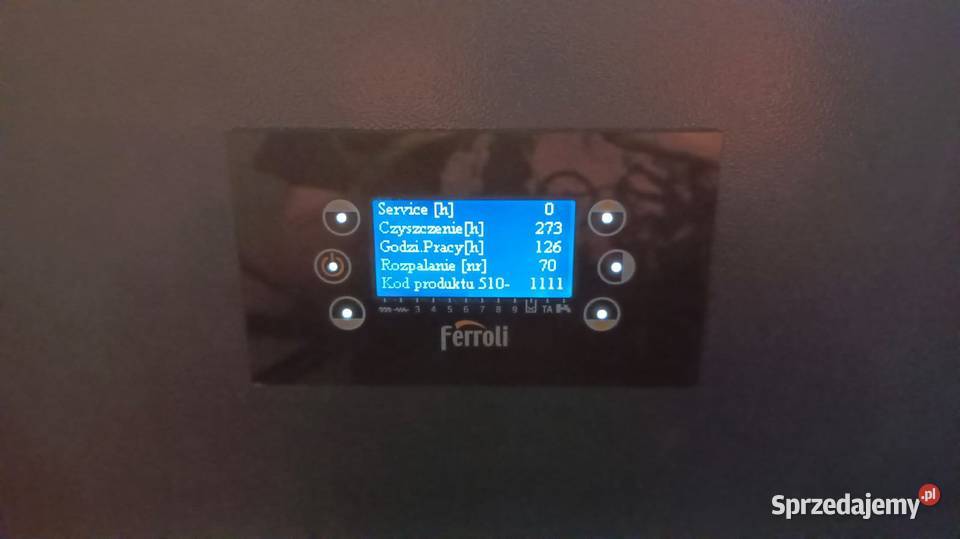 Service [h] 0
Czyszczenie[h] 273
Godzi.Pracy[h] 126
Rozpalanie [nr] 70
Kod produktu 510- 1111
3 4 5 6 7 8 9 TA
Ferroli
Sprzedajemy.pl